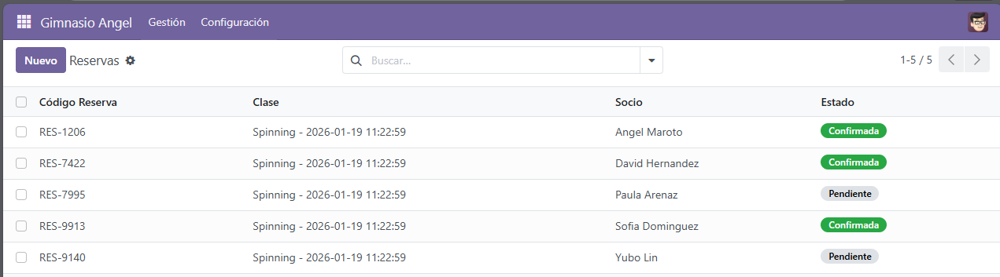 Gimnasio Angel Gestión Configuración
Nuevo Reservas Buscar... 1-5 / 5
Código Reserva Clase Socio Estado
RES-1206 Spinning - 2026-01-19 11:22:59 Angel Maroto Confirmada
RES-7422 Spinning - 2026-01-19 11:22:59 David Hernandez Confirmada
RES-7995 Spinning - 2026-01-19 11:22:59 Paula Arenaz Pendiente
RES-9913 Spinning - 2026-01-19 11:22:59 Sofia Dominguez Confirmada
RES-9140 Spinning - 2026-01-19 11:22:59 Yubo Lin Pendiente